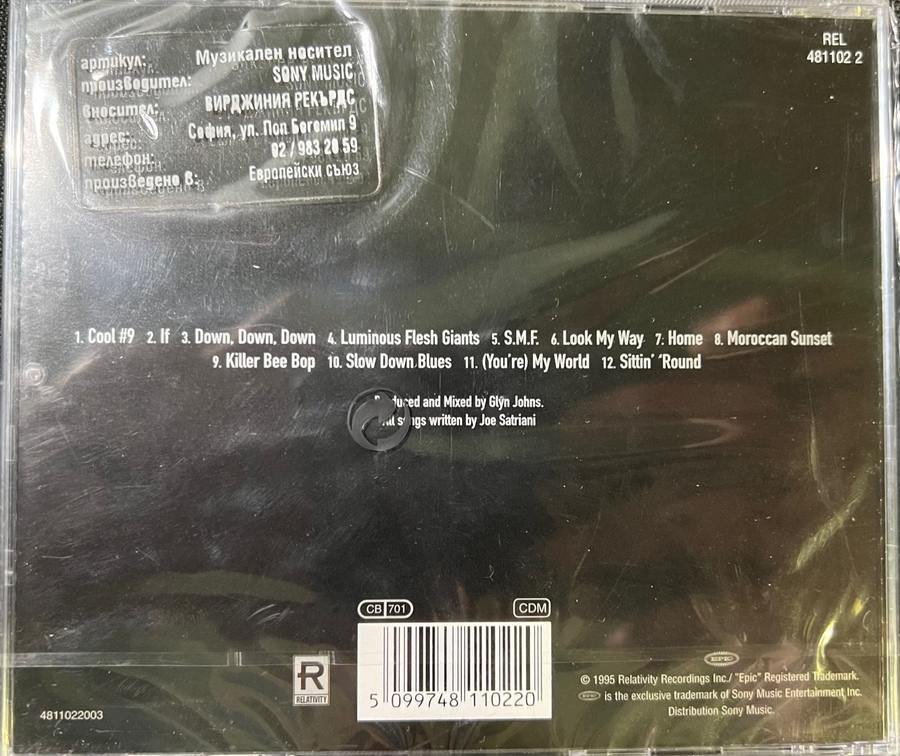 артикул: Музикален носител
производител: SONY MUSIC
вносител: ВИРДЖИНИЯ РЕКЪРДС
адрес: София, ул. Поп Богомил 9
телефон: 02 / 983 20 59
произведено в: Европейски съюз
REL
481102 2
1. Cool #9 2. If 3. Down, Down, Down 4. Luminous Flesh Giants 5. S.M.F. 6. Look My Way 7. Home 8. Moroccan Sunset
9. Killer Bee Bop 10. Slow Down Blues 11. (You're) My World 12. Sittin' 'Round
Produced and Mixed by Glyn Johns.
All songs written by Joe Satriani
CB 701 CDM
5 099748 110220
R
RELATIVITY
4811022003
EPIC
© 1995 Relativity Recordings Inc./ "Epic" Registered Trademark.
EPIC is the exclusive trademark of Sony Music Entertainment Inc.
Distribution Sony Music.